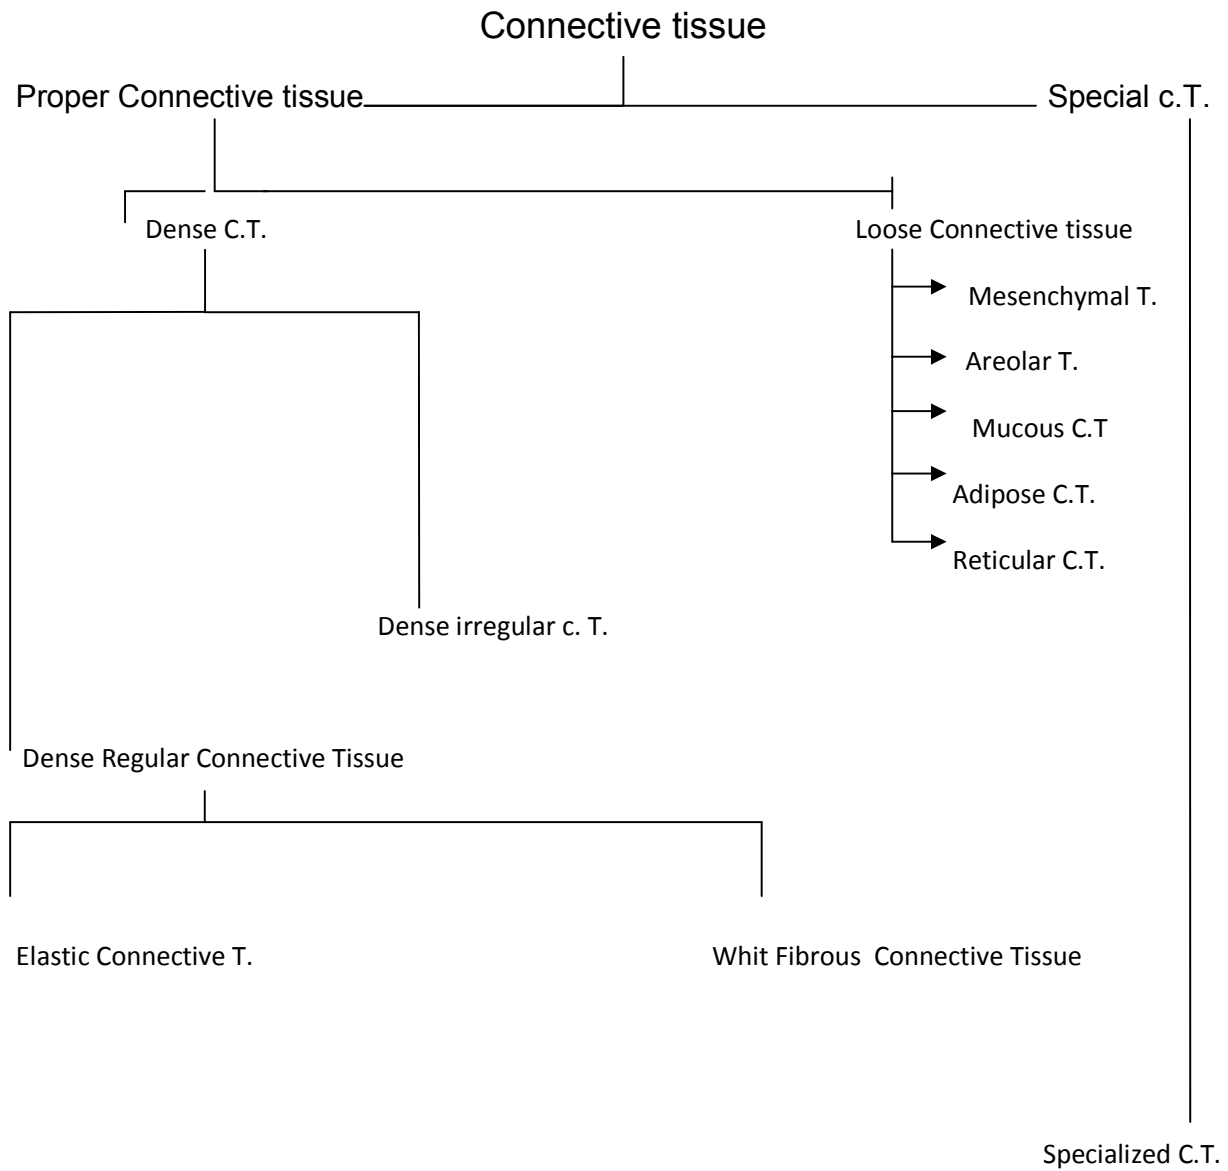 Connective tissue
Proper Connective tissue
Special c.T.
Dense C.T.
Loose Connective tissue
Mesenchymal T.
Areolar T.
Mucous C.T
Adipose C.T.
Reticular C.T.
Dense irregular c. T.
Dense Regular Connective Tissue
Elastic Connective T.
Whit Fibrous  Connective Tissue
Specialized C.T.